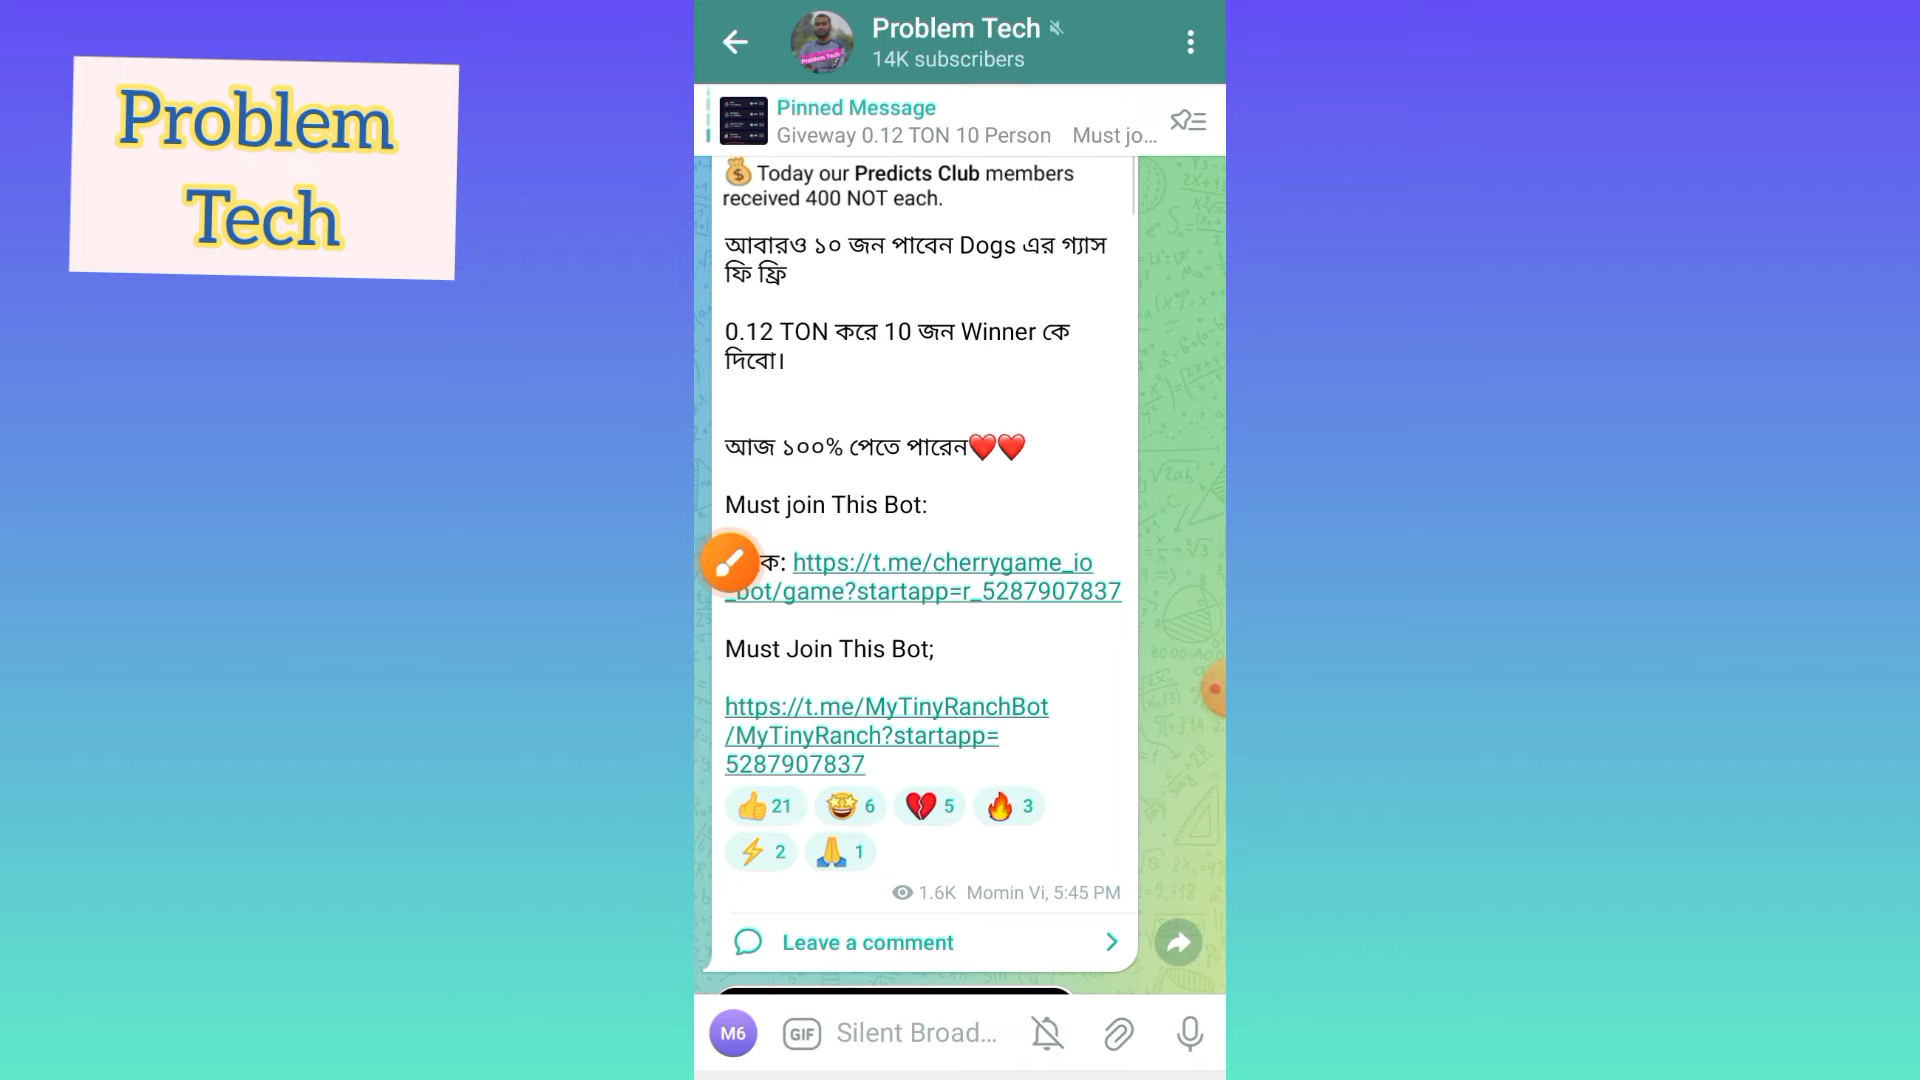 Problem
Tech
Problem Tech
14K subscribers
Pinned Message
Giveway 0.12 TON 10 Person Must jo...
Today our Predicts Club members
received 400 NOT each.
আবারও ১০ জন পাবেন Dogs এর গ্যাস
ফি ফ্রি
0.12 TON করে 10 জন Winner কে
দিবো।
আজ ১০০% পেতে পারেন❤️❤️
Must join This Bot:
ক: https://t.me/cherrygame_io
_bot/game?startapp=r_5287907837
Must Join This Bot;
https://t.me/MyTinyRanchBot
/MyTinyRanch?startapp=
5287907837
👍 21 🤩 6 💔 5 🔥 3
⚡ 2 🙏 1
1.6K Momin Vi, 5:45 PM
Leave a comment
M6 GIF Silent Broad...